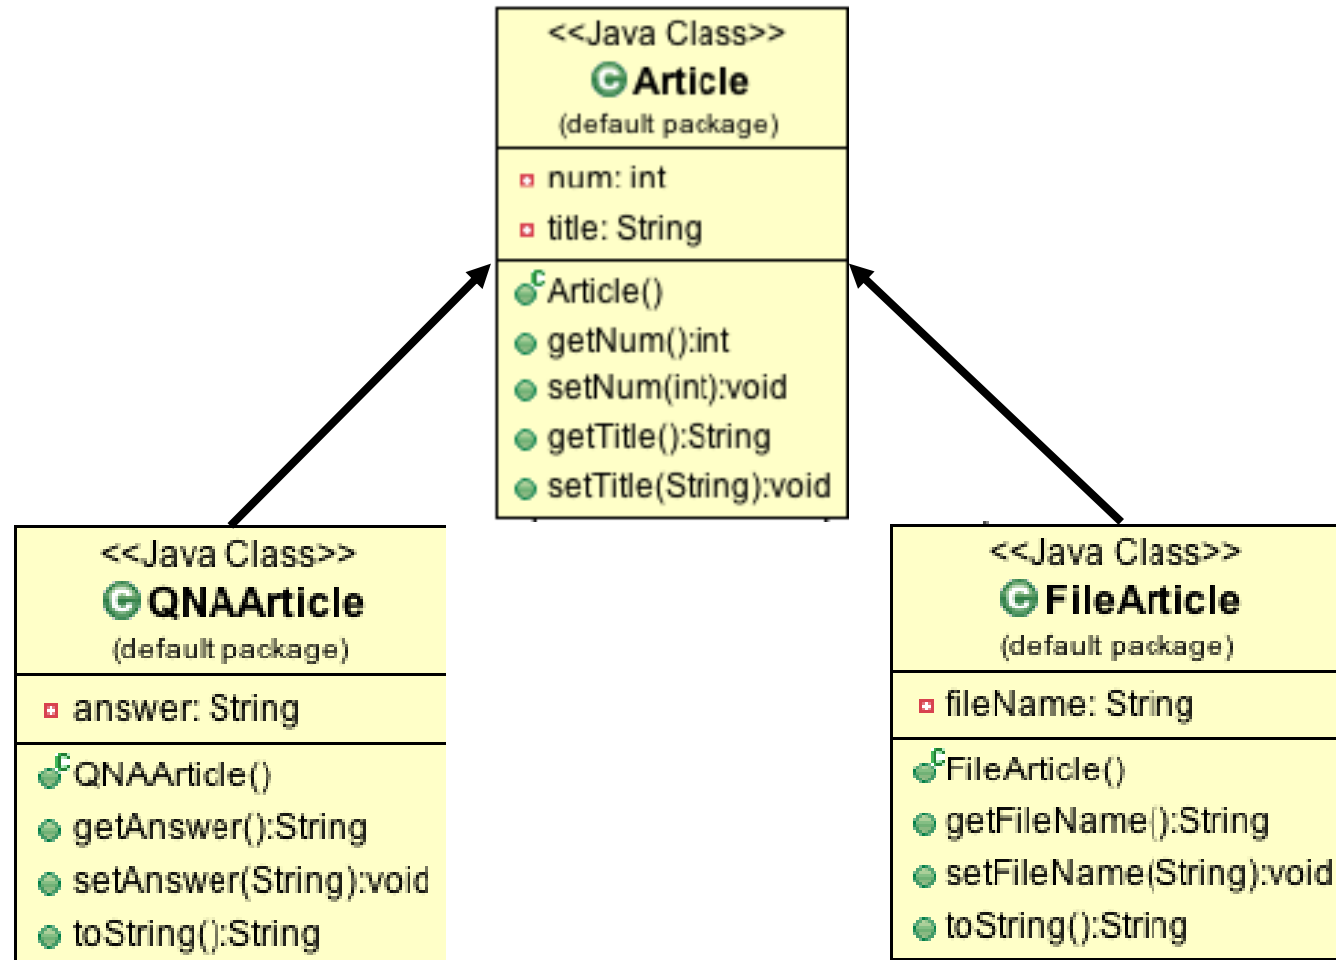 <<Java Class>>
Article
(default package)
num: int
title: String
Article()
getNum():int
setNum(int):void
getTitle():String
setTitle(String):void
<<Java Class>>
QNAArticle
(default package)
answer: String
QNAArticle()
getAnswer():String
setAnswer(String):void
toString():String
<<Java Class>>
FileArticle
(default package)
fileName: String
FileArticle()
getFileName():String
setFileName(String):void
toString():String